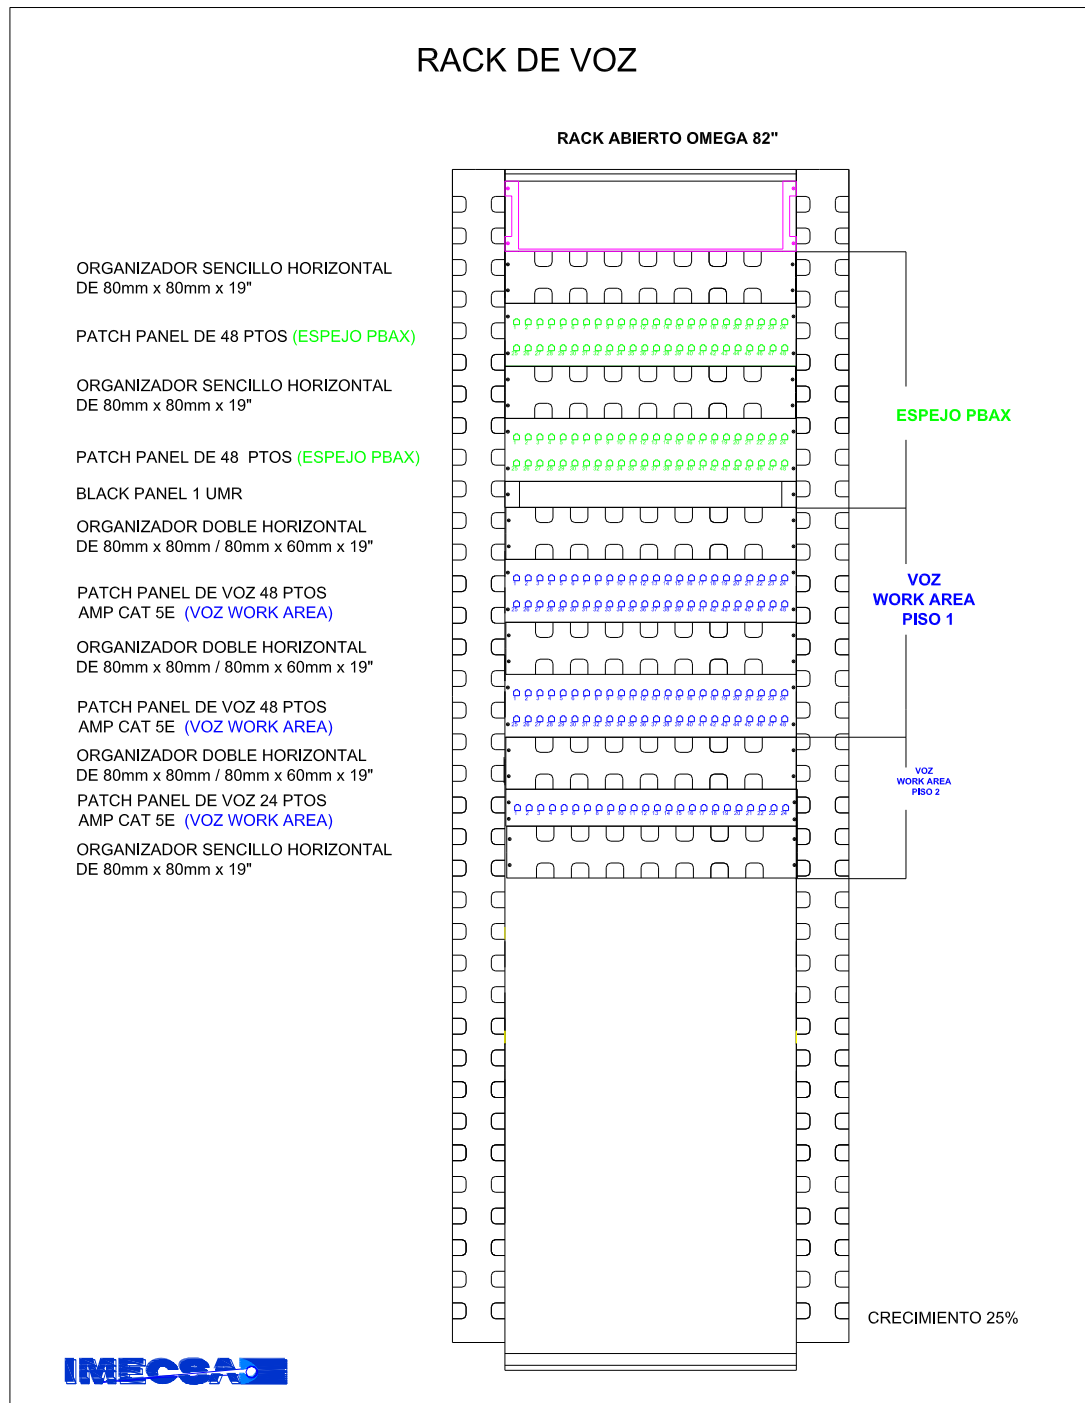 RACK DE VOZ
RACK ABIERTO OMEGA 82"
ORGANIZADOR SENCILLO HORIZONTAL
DE 80mm x 80mm x 19"
PATCH PANEL DE 48 PTOS (ESPEJO PBAX)
ORGANIZADOR SENCILLO HORIZONTAL
DE 80mm x 80mm x 19"
ESPEJO PBAX
PATCH PANEL DE 48 PTOS (ESPEJO PBAX)
BLACK PANEL 1 UMR
ORGANIZADOR DOBLE HORIZONTAL
DE 80mm x 80mm / 80mm x 60mm x 19"
PATCH PANEL DE VOZ 48 PTOS
AMP CAT 5E (VOZ WORK AREA)
VOZ
WORK AREA
PISO 1
ORGANIZADOR DOBLE HORIZONTAL
DE 80mm x 80mm / 80mm x 60mm x 19"
PATCH PANEL DE VOZ 48 PTOS
AMP CAT 5E (VOZ WORK AREA)
ORGANIZADOR DOBLE HORIZONTAL
DE 80mm x 80mm / 80mm x 60mm x 19"
VOZ
WORK AREA
PISO 2
PATCH PANEL DE VOZ 24 PTOS
AMP CAT 5E (VOZ WORK AREA)
ORGANIZADOR SENCILLO HORIZONTAL
DE 80mm x 80mm x 19"
CRECIMIENTO 25%
IMECSA